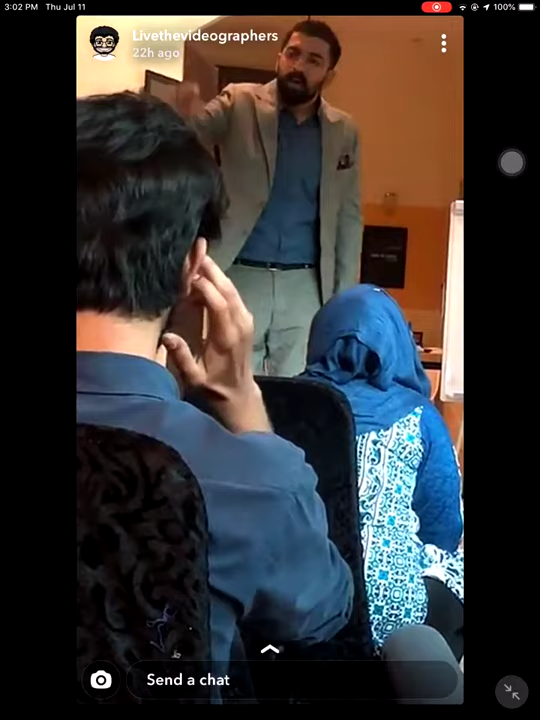 3:02 PM Thu Jul 11
100%
Livethevideographers
22h ago
Send a chat